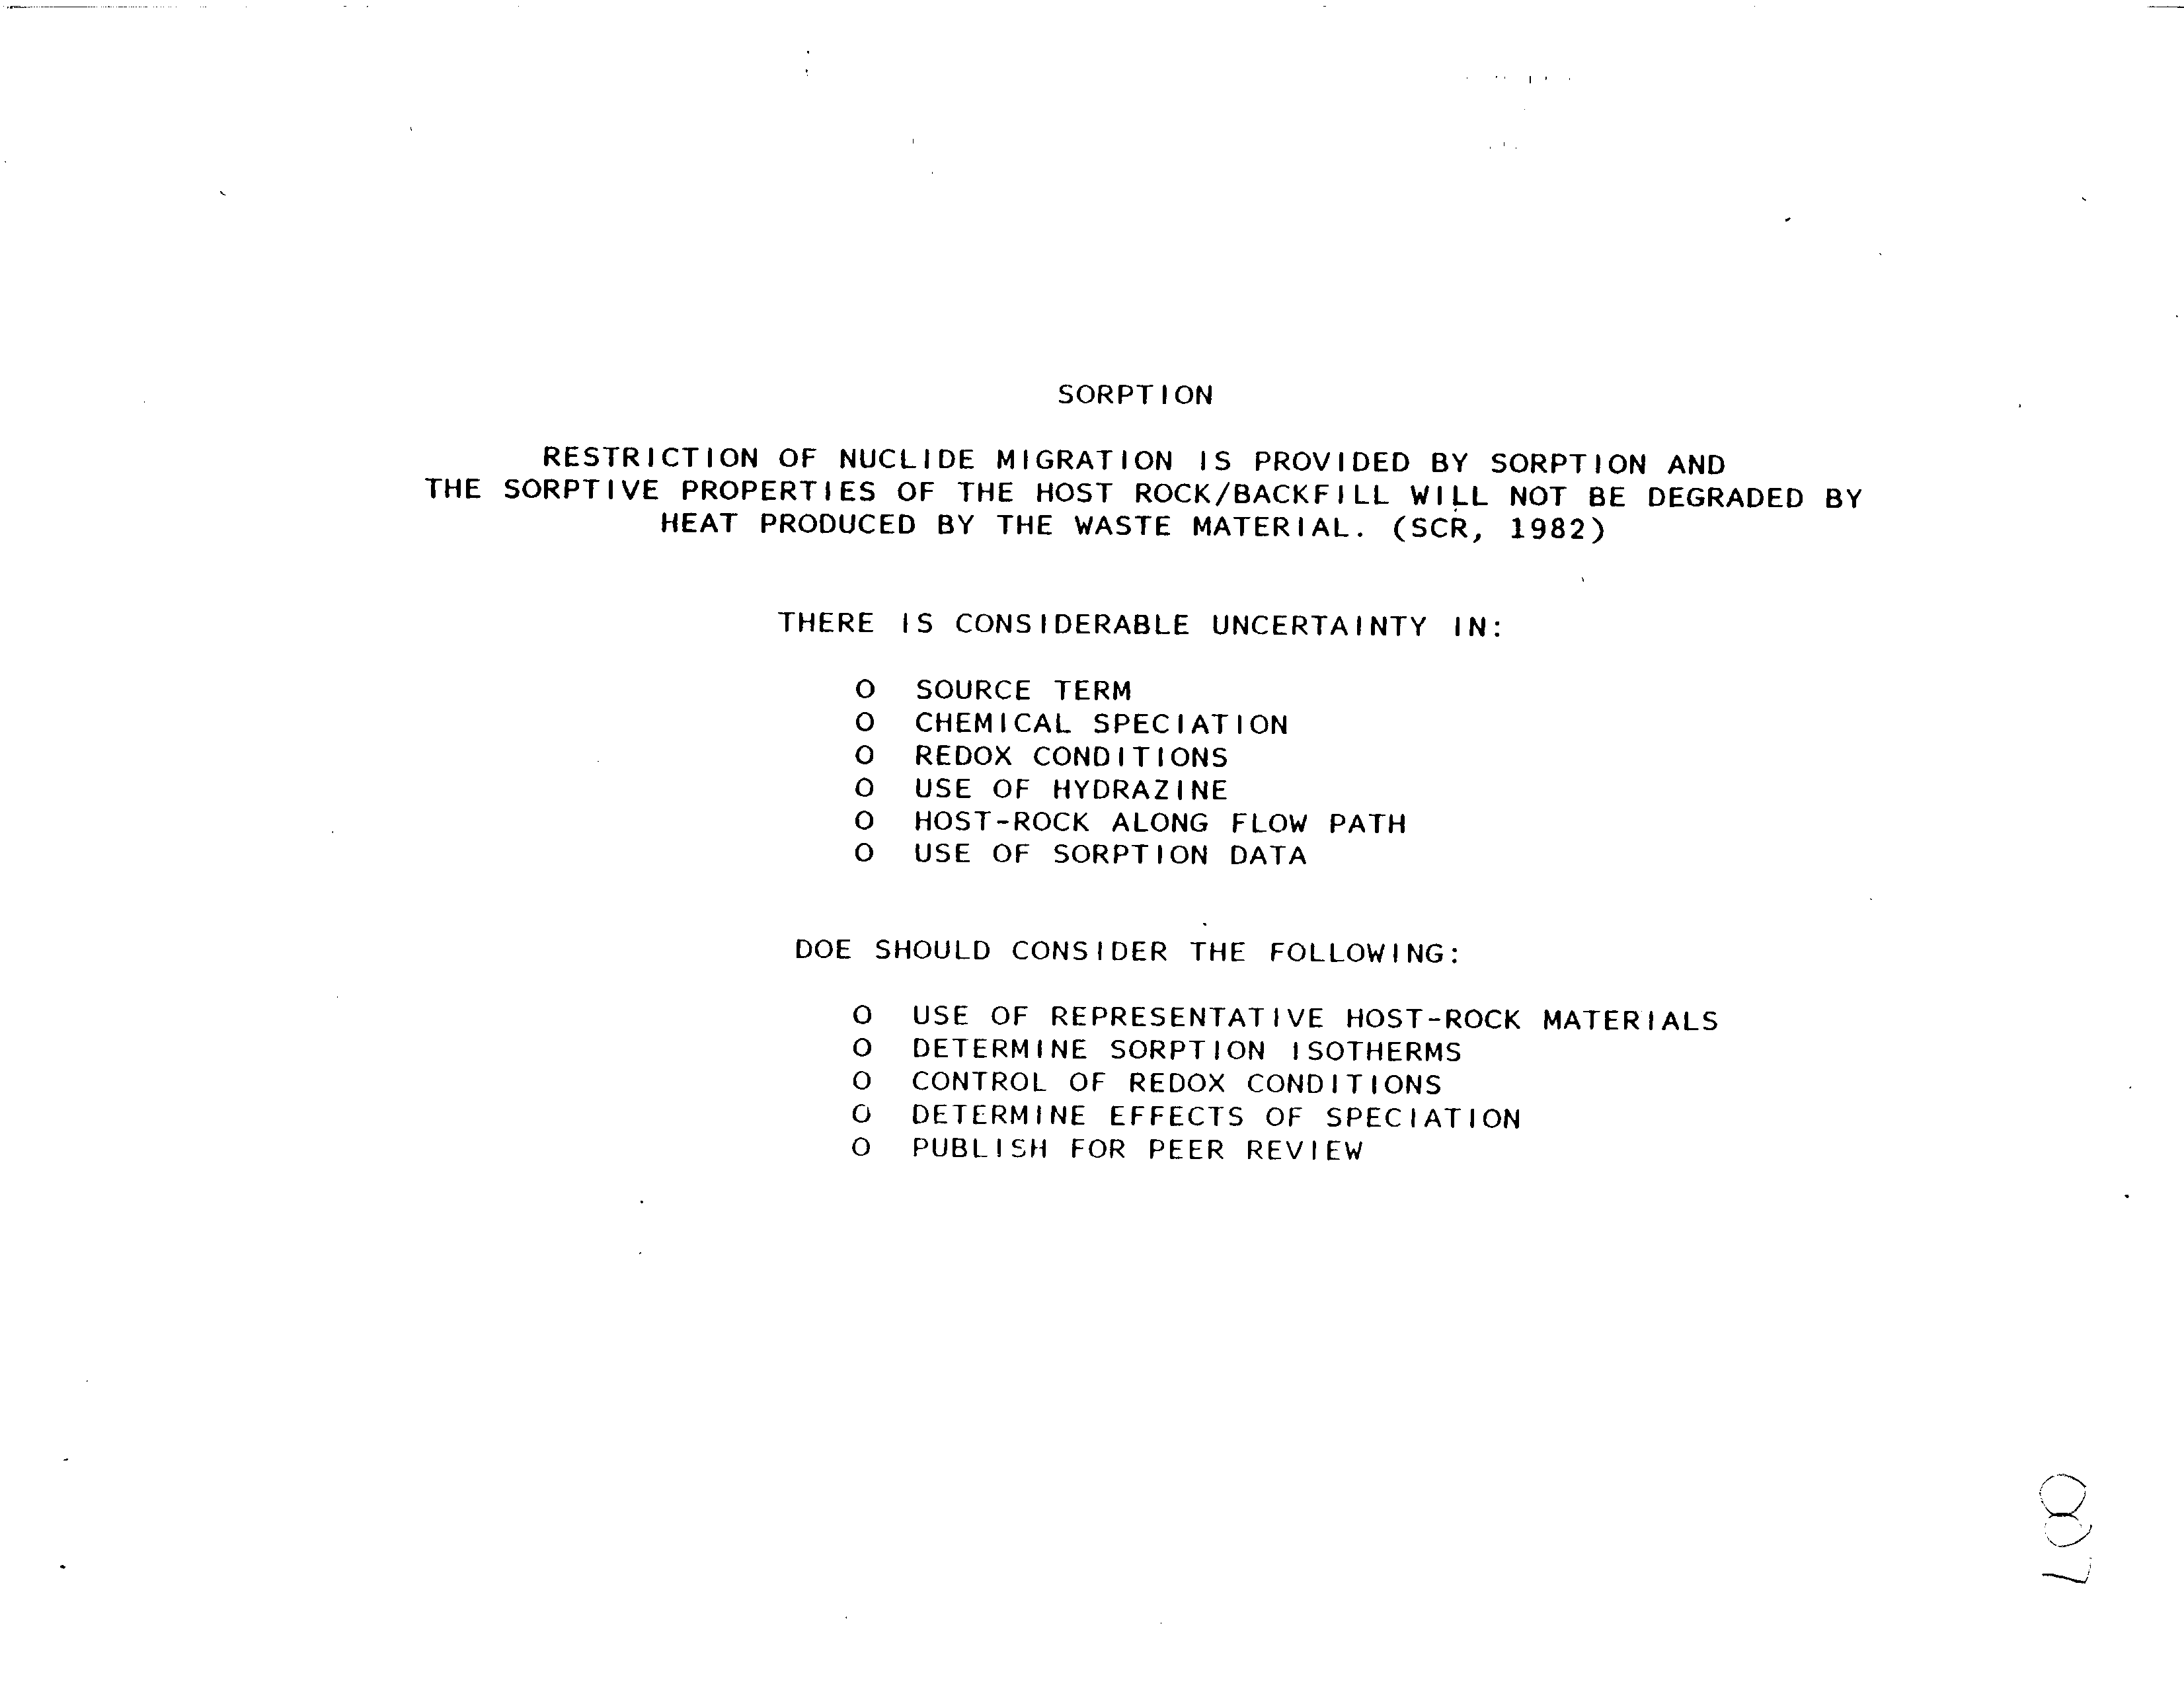 SORPTION
RESTRICTION OF NUCLIDE MIGRATION IS PROVIDED BY SORPTION AND
THE SORPTIVE PROPERTIES OF THE HOST ROCK/BACKFILL WILL NOT BE DEGRADED BY
HEAT PRODUCED BY THE WASTE MATERIAL. (SCR, 1982)
THERE IS CONSIDERABLE UNCERTAINTY IN:
O SOURCE TERM
O CHEMICAL SPECIATION
O REDOX CONDITIONS
O USE OF HYDRAZINE
O HOST-ROCK ALONG FLOW PATH
O USE OF SORPTION DATA
DOE SHOULD CONSIDER THE FOLLOWING:
O USE OF REPRESENTATIVE HOST-ROCK MATERIALS
O DETERMINE SORPTION ISOTHERMS
O CONTROL OF REDOX CONDITIONS
O DETERMINE EFFECTS OF SPECIATION
O PUBLISH FOR PEER REVIEW